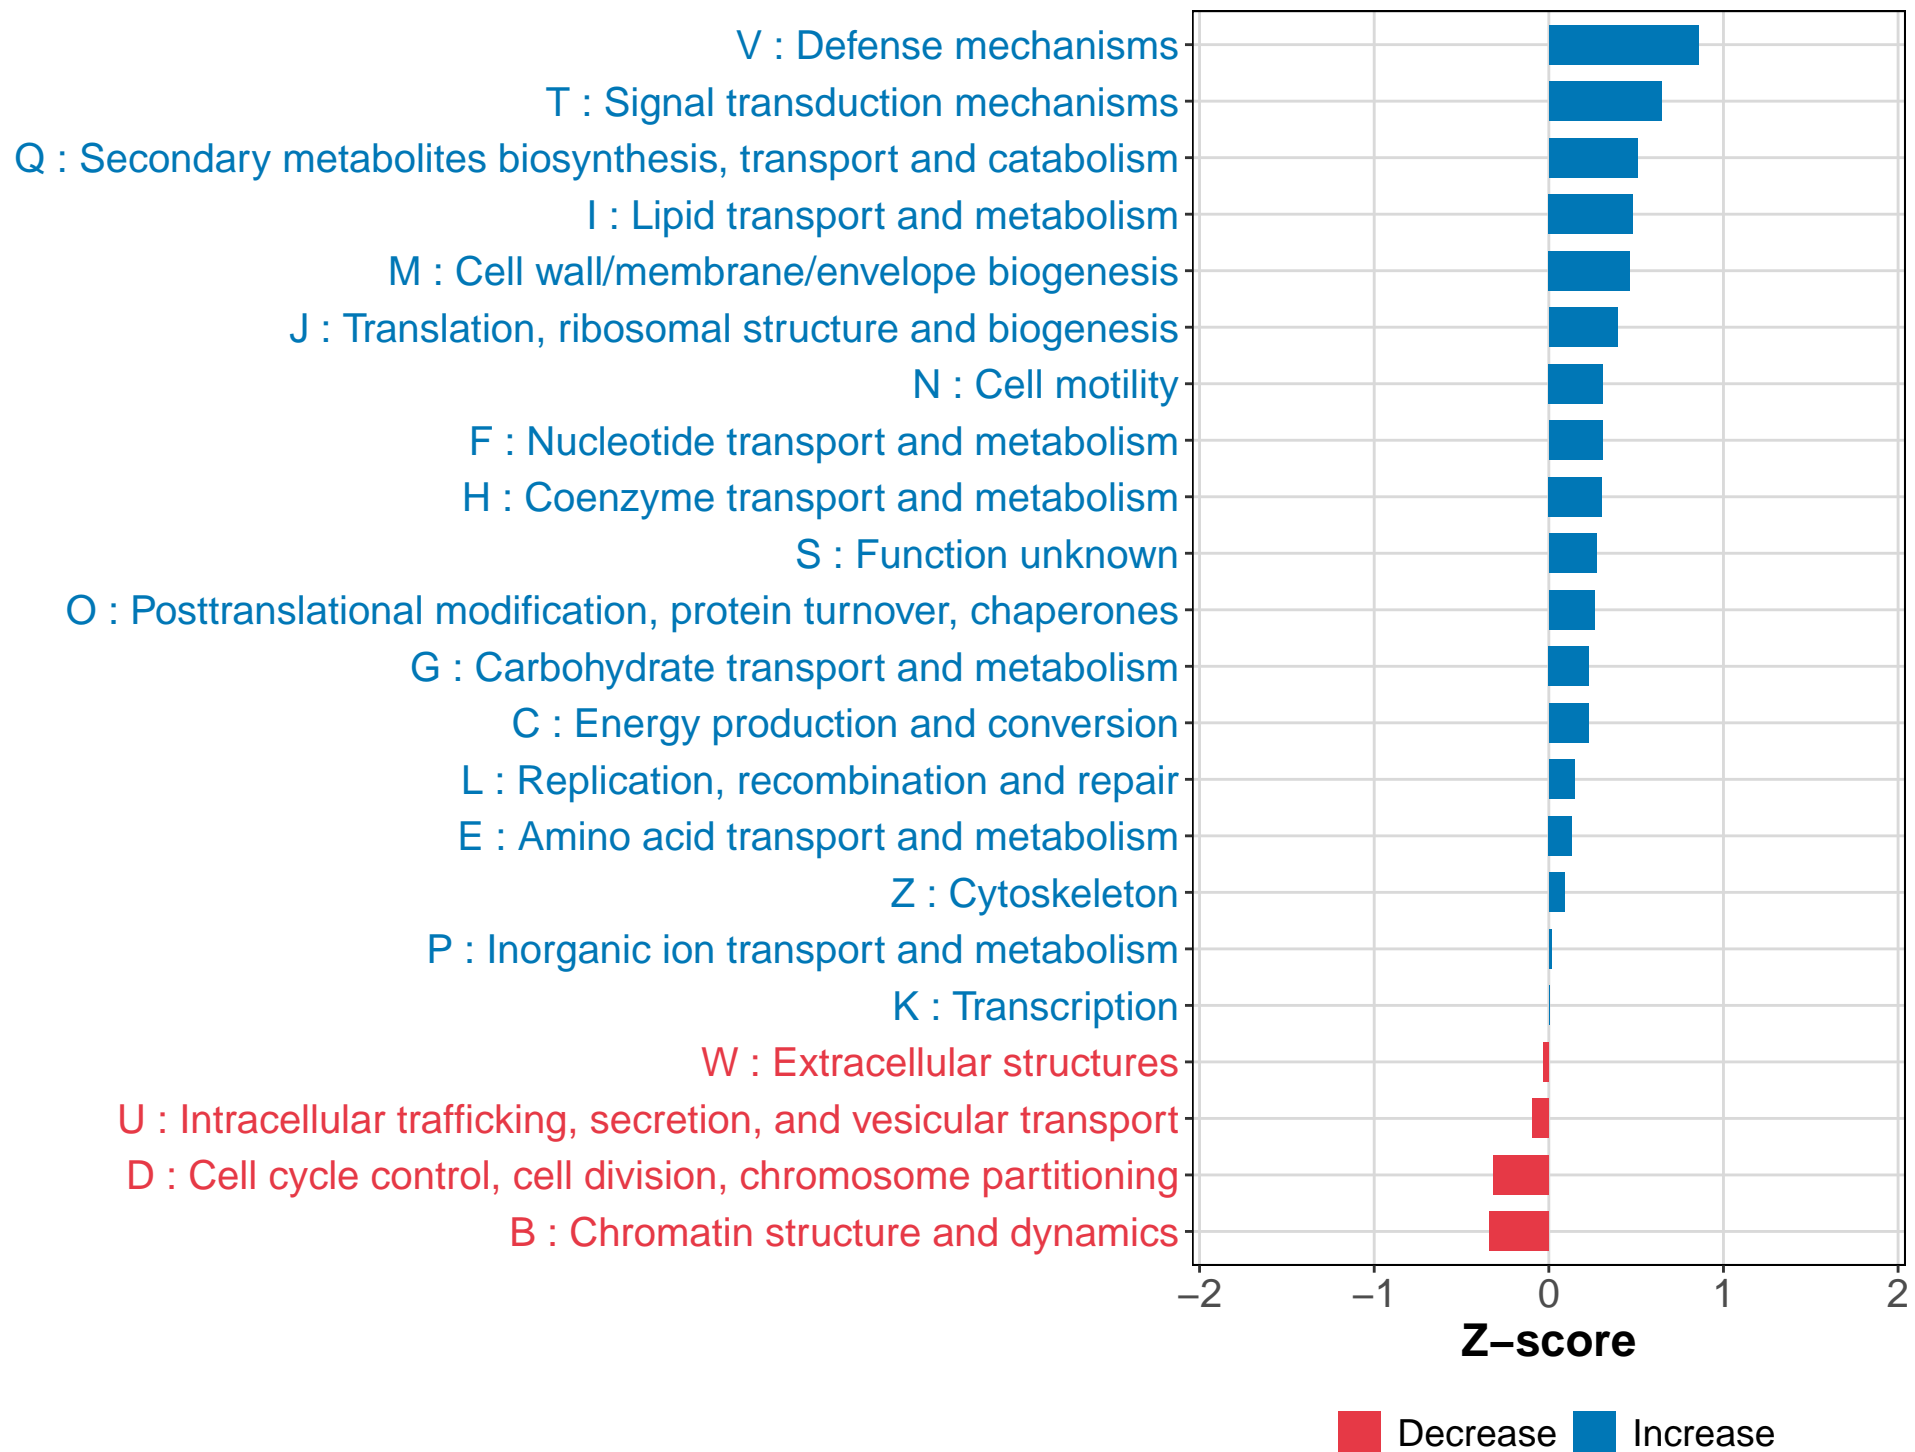 V : Defense mechanisms
T : Signal transduction mechanisms
Q : Secondary metabolites biosynthesis, transport and catabolism
I : Lipid transport and metabolism
M : Cell wall/membrane/envelope biogenesis
J : Translation, ribosomal structure and biogenesis
N : Cell motility
F : Nucleotide transport and metabolism
H : Coenzyme transport and metabolism
S : Function unknown
O : Posttranslational modification, protein turnover, chaperones
G : Carbohydrate transport and metabolism
C : Energy production and conversion
L : Replication, recombination and repair
E : Amino acid transport and metabolism
Z : Cytoskeleton
P : Inorganic ion transport and metabolism
K : Transcription
W : Extracellular structures
U : Intracellular trafficking, secretion, and vesicular transport
D : Cell cycle control, cell division, chromosome partitioning
B : Chromatin structure and dynamics
−2 −1 0 1 2
Z−score
Decrease Increase